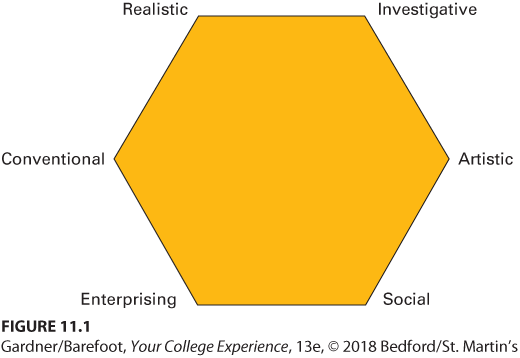 Realistic Investigative
Conventional Artistic
Enterprising Social
FIGURE 11.1
Gardner/Barefoot, Your College Experience, 13e, © 2018 Bedford/St. Martin's